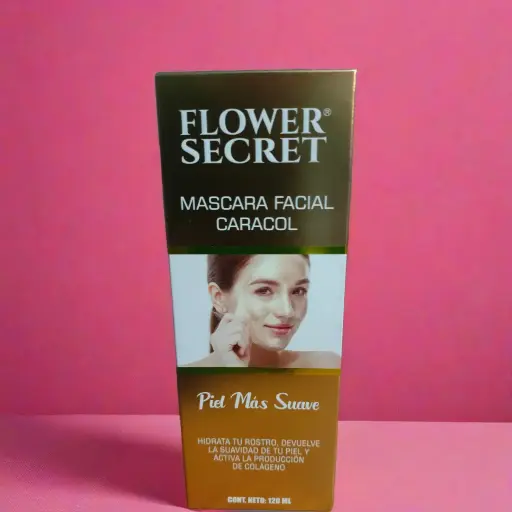 FLOWER®
SECRET
MASCARA FACIAL
CARACOL
Piel Más Suave
HIDRATA TU ROSTRO, DEVUELVE
LA SUAVIDAD DE TU PIEL Y
ACTIVA LA PRODUCCIÓN
DE COLÁGENO
CONT. NETO: 120 ML